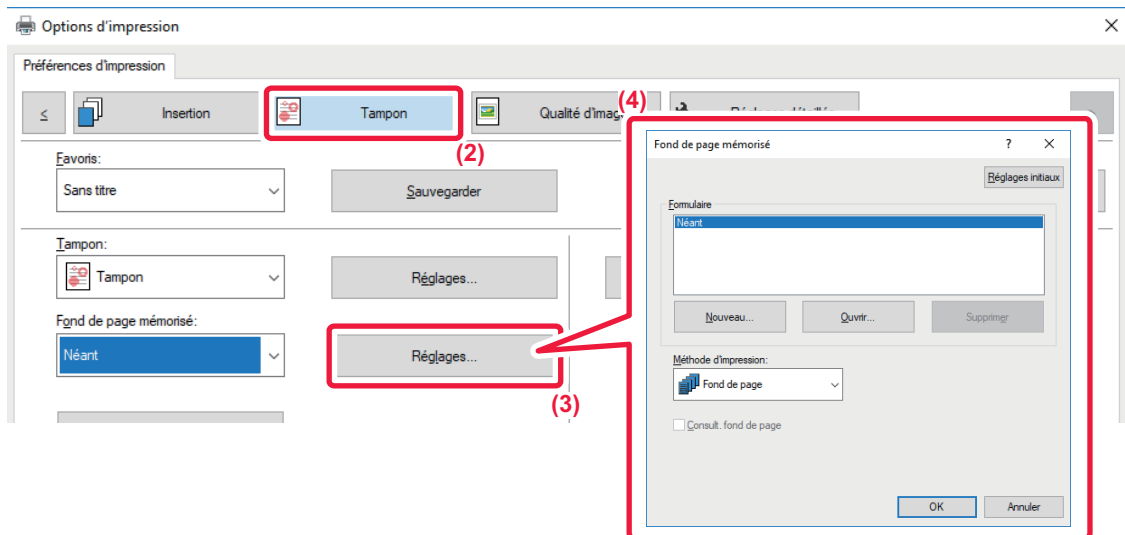 Options d'impression
Préférences d'impression
<
Insertion
Tampon
Qualité d'imag
(4)
(2)
Favoris:
Sans titre
Sauvegarder
Tampon:
Tampon
Réglages...
Fond de page mémorisé:
Néant
Réglages...
(3)
Fond de page mémorisé
?
Réglages initiaux
Formulaire
Néant
Nouveau...
Ouvrir...
Supprimer
Méthode d'impression:
Fond de page
Consult. fond de page
OK
Annuler